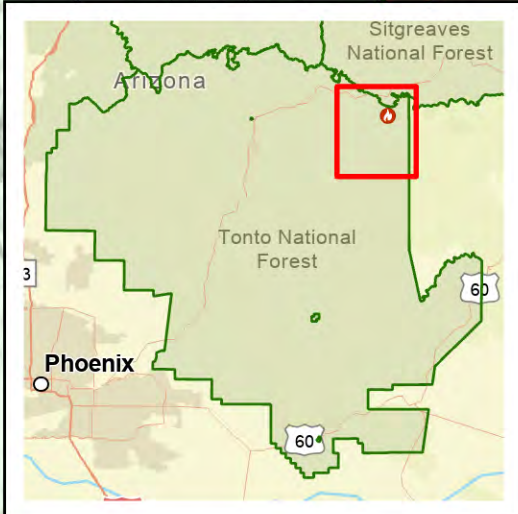 Sitgreaves
National Forest
Arizona
Tonto National
Forest
60
3
Phoenix
60